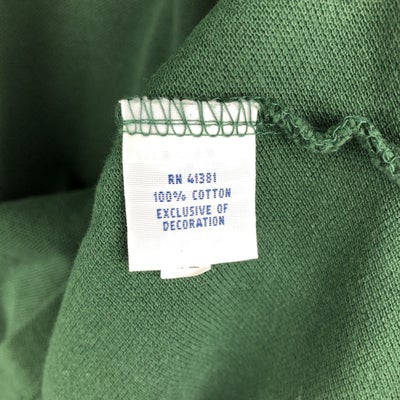 RN 41381
100% COTTON
EXCLUSIVE OF
DECORATION